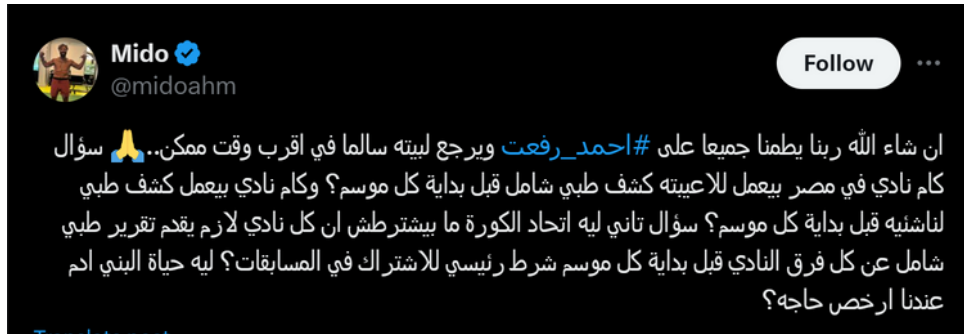 Mido
@midoahm
Follow
ان شاء الله ربنا يطمنا جميعا على #احمد_رفعت ويرجع لبيته سالما في اقرب وقت ممكن..🙏 سؤال
كام نادي في مصر بيعمل للاعيبته كشف طبي شامل قبل بداية كل موسم؟ وكام نادي بيعمل كشف طبي
لناشئيه قبل بداية كل موسم؟ سؤال تاني ليه اتحاد الكورة ما بيشترطش ان كل نادي لازم يقدم تقرير طبي
شامل عن كل فرق النادي قبل بداية كل موسم شرط رئيسي للاشتراك في المسابقات؟ ليه حياة البني ادم
عندنا ارخص حاجه؟